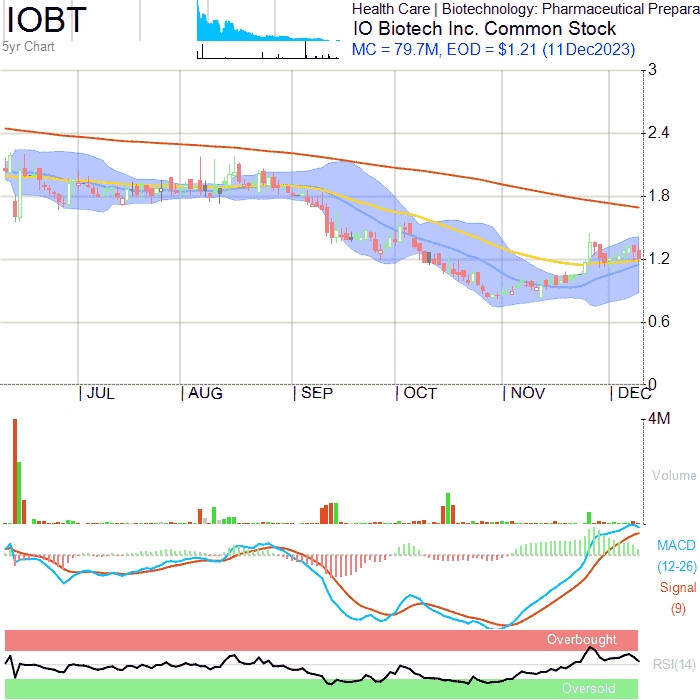 IOBT
5yr Chart
Health Care | Biotechnology: Pharmaceutical Prepara
IO Biotech Inc. Common Stock
MC = 79.7M, EOD = $1.21 (11Dec2023)
3
2.4
1.8
1.2
0.6
0
JUL AUG SEP OCT NOV DEC
4M
Volume
MACD
(12-26)
Signal
(9)
Overbought
RSI(14)
Oversold